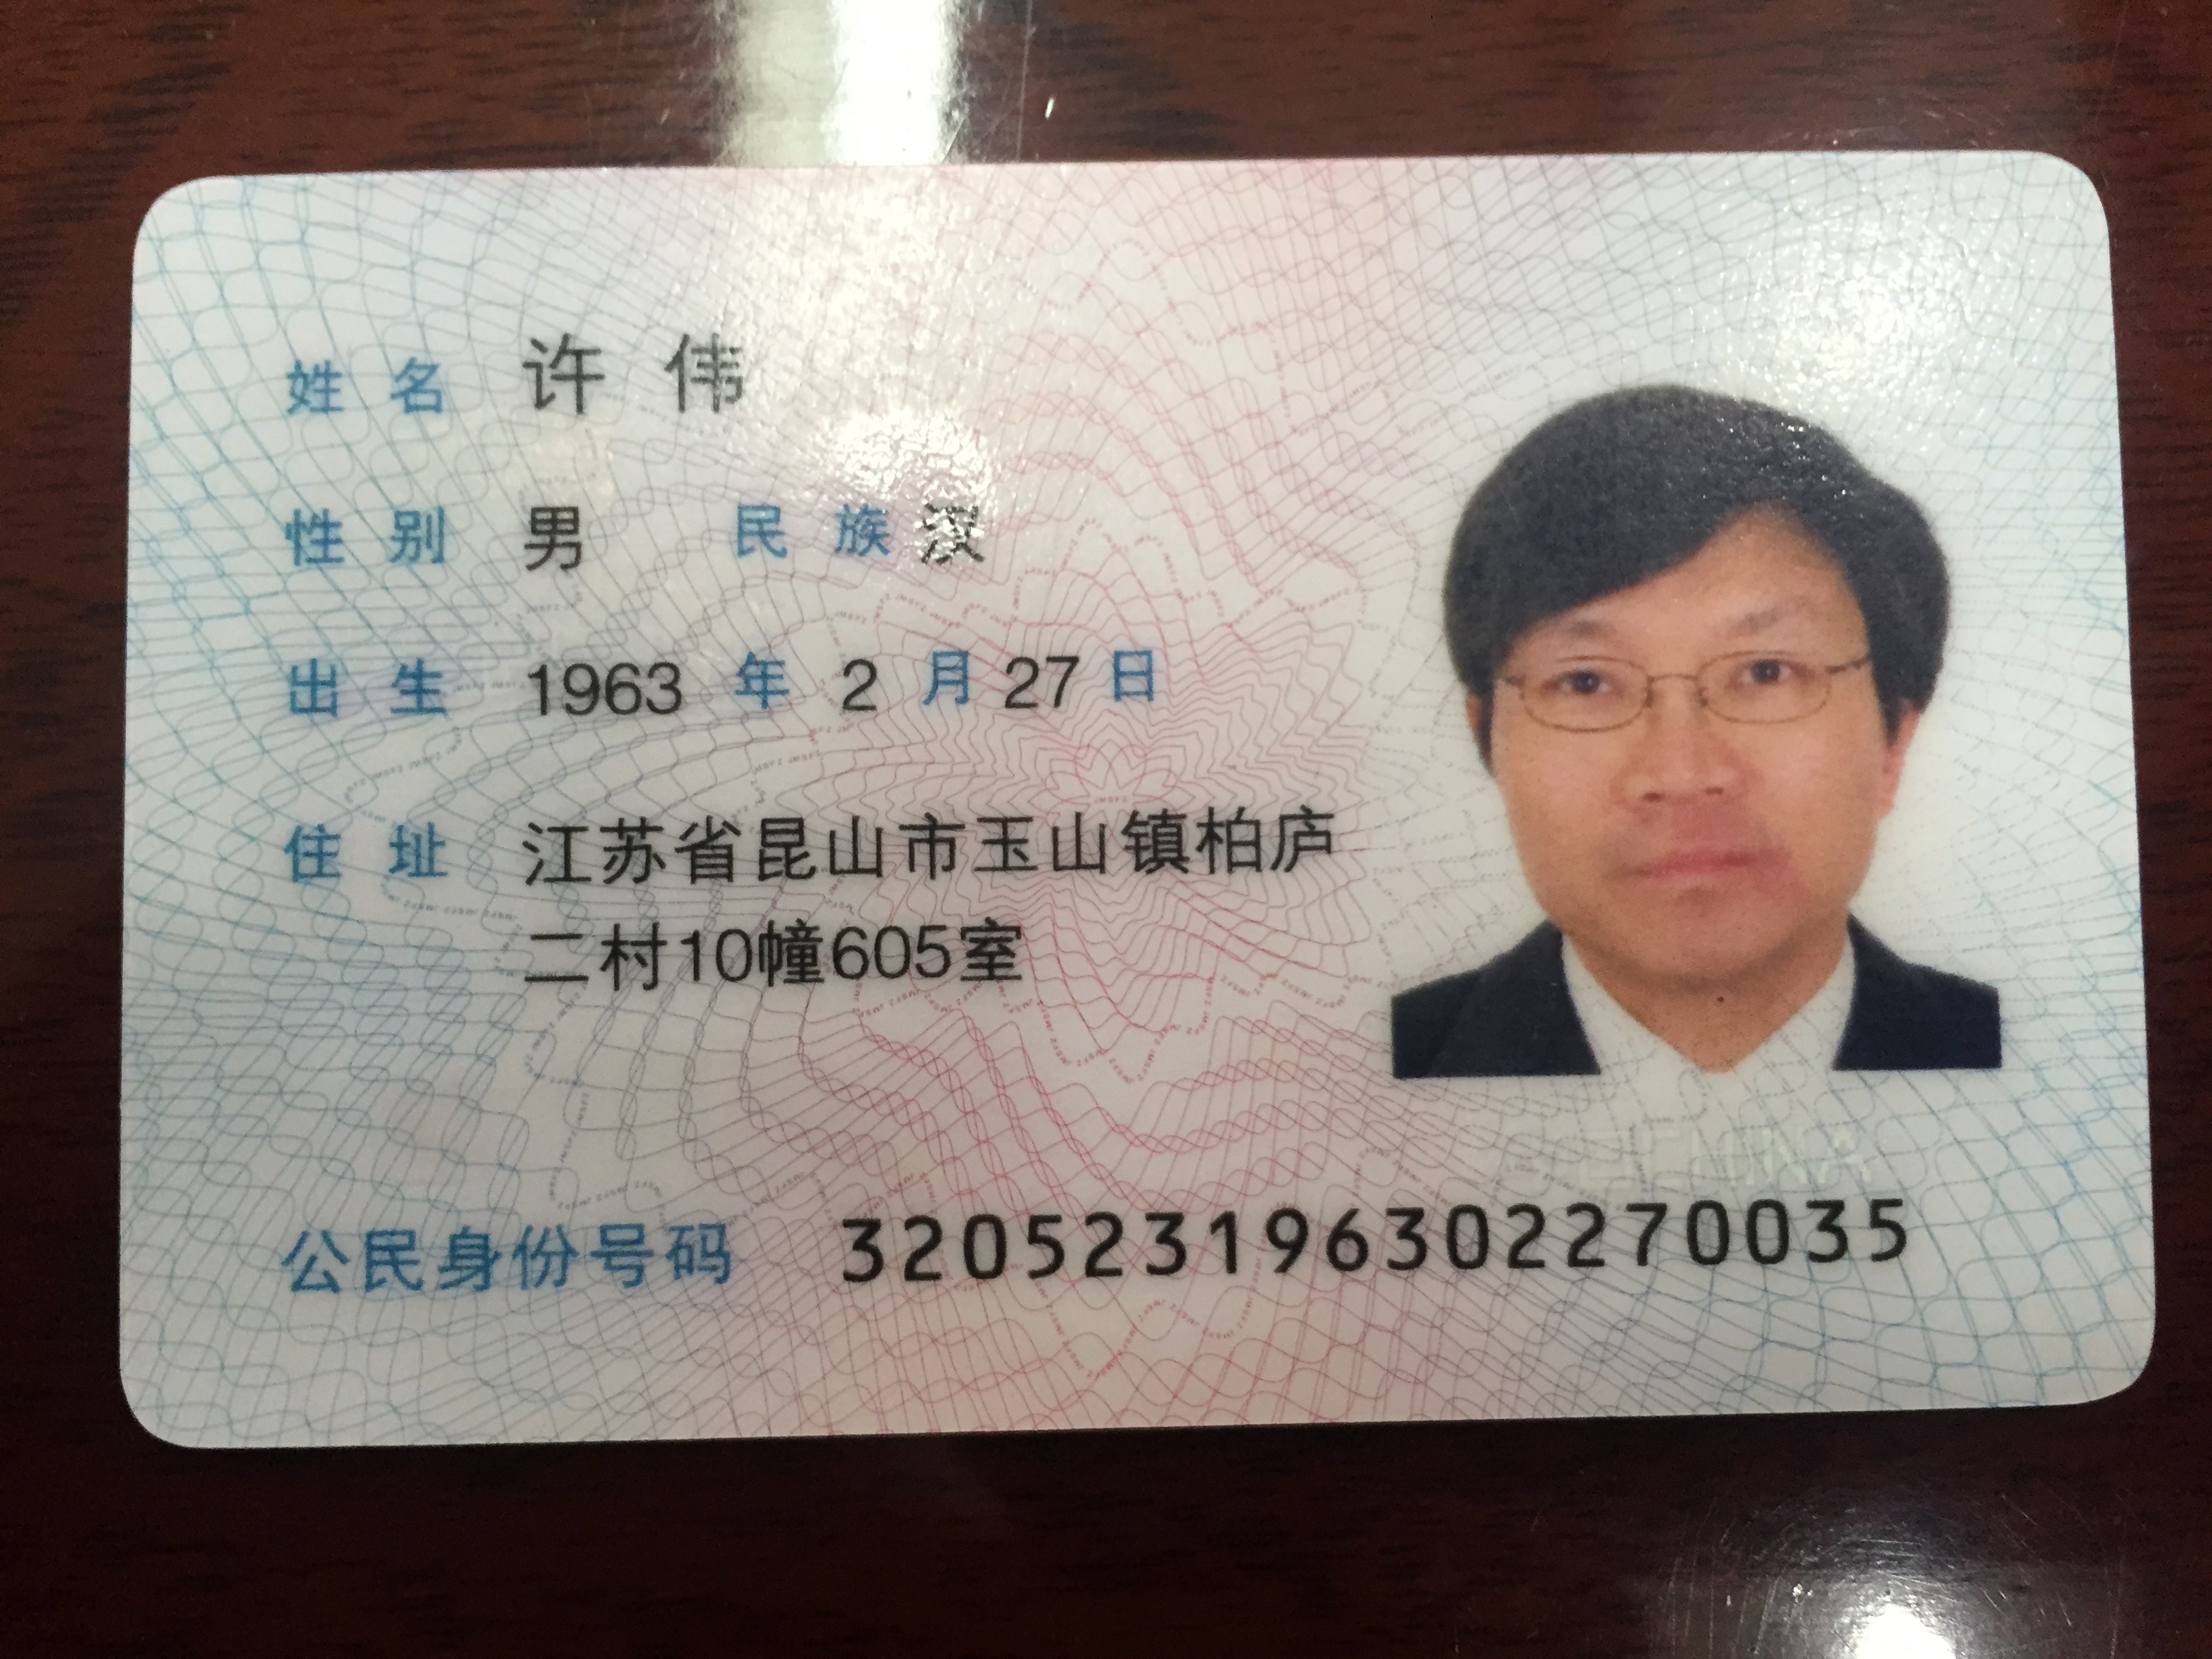 姓名 许伟
性别 男 民族 汉
出生 1963 年 2 月 27 日
住址 江苏省昆山市玉山镇柏庐
二村10幢605室
公民身份号码 320523196302270035